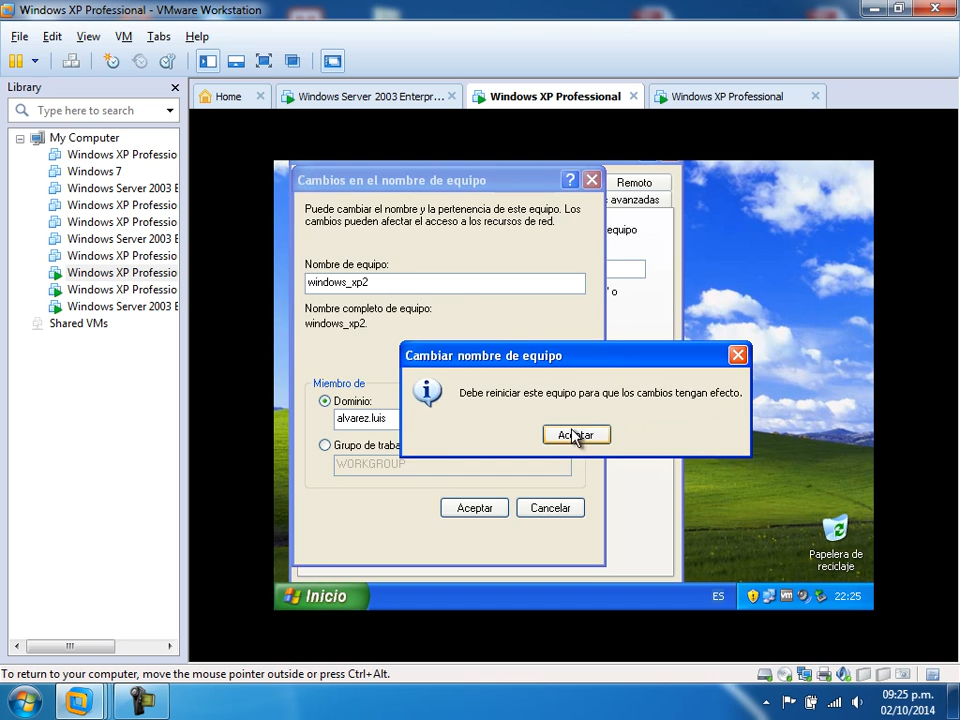 Windows XP Professional - VMware Workstation
File Edit View VM Tabs Help
Library
Type here to search
Home
Windows Server 2003 Enterpr...
Windows XP Professional
Windows XP Professional
My Computer
Windows XP Professio
Windows 7
Windows Server 2003 E
Windows XP Professio
Windows XP Professio
Windows Server 2003 E
Windows XP Professio
Windows XP Professio
Windows XP Professio
Windows Server 2003 E
Shared VMs
Cambios en el nombre de equipo
Remoto
avanzadas
Puede cambiar el nombre y la pertenencia de este equipo. Los
cambios pueden afectar el acceso a los recursos de red.
equipo
Nombre de equipo:
windows_xp2
Nombre completo de equipo:
windows_xp2.
" o
Cambiar nombre de equipo
Debe reiniciar este equipo para que los cambios tengan efecto.
Aceptar
Miembro de
Dominio:
alvarez.luis
Grupo de traba
WORKGROUP
Aceptar
Cancelar
Papelera de
reciclaje
Inicio
ES
22:25
To return to your computer, move the mouse pointer outside or press Ctrl+Alt.
09:25 p.m.
02/10/2014